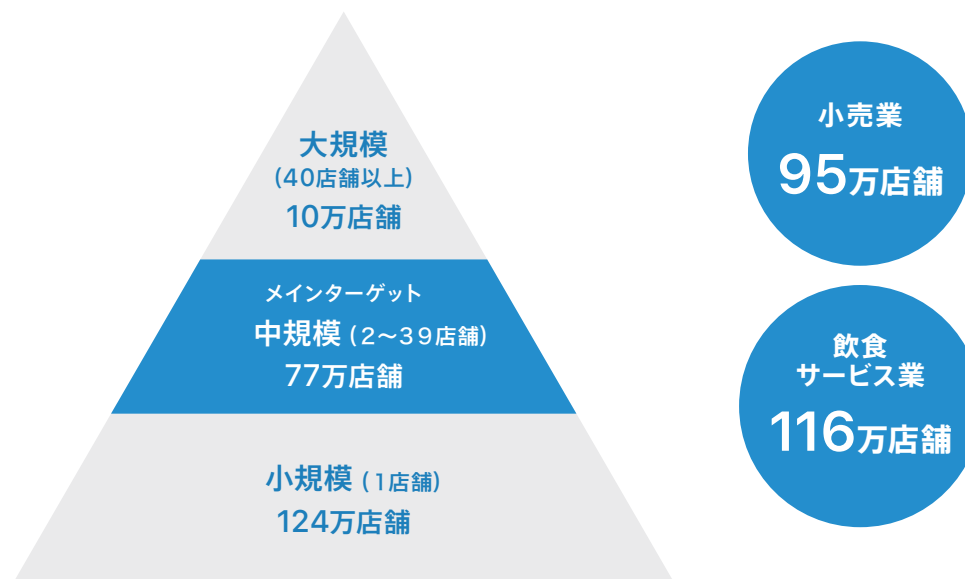 大規模
(40店舗以上)
10万店舗
メインターゲット
中規模(２〜３９店舗)
77万店舗
小規模(１店舗)
124万店舗
小売業
95万店舗
飲食
サービス業
116万店舗